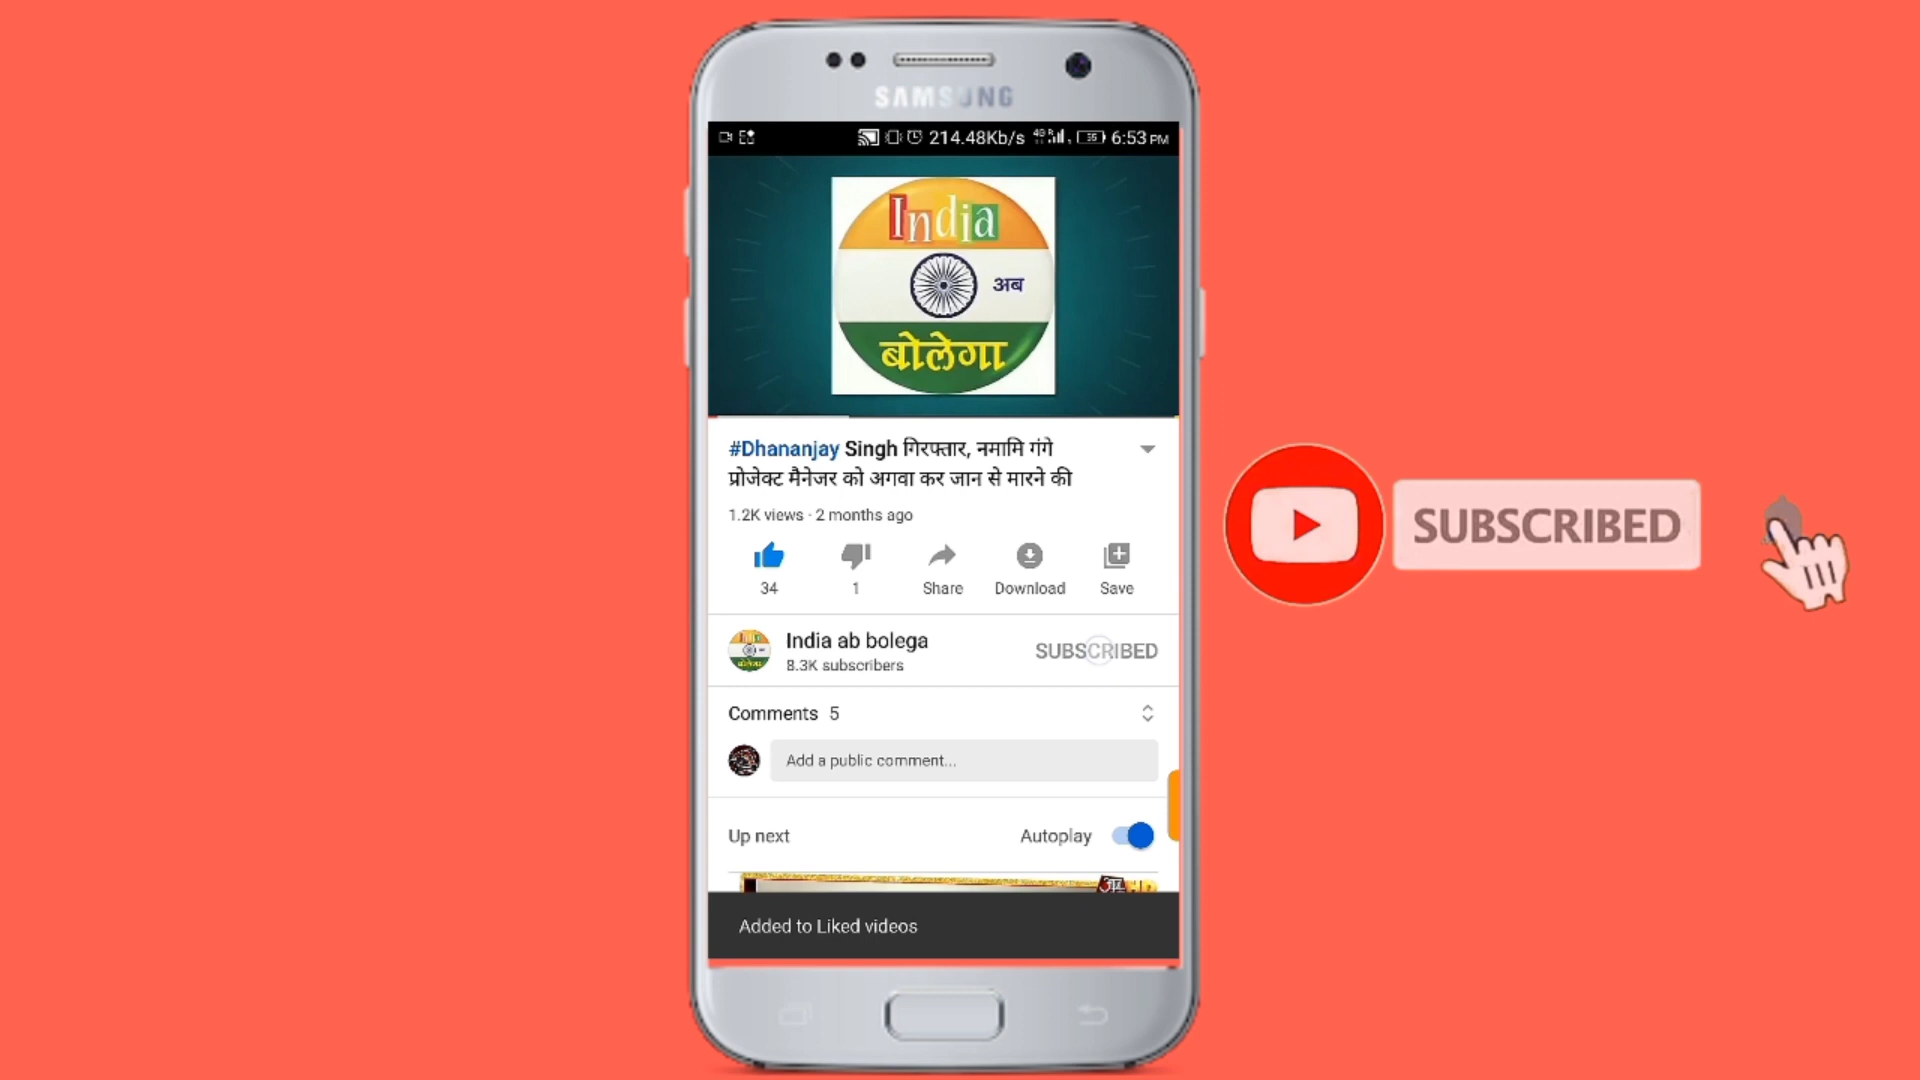 SAMSUNG
214.48Kb/s 4G R 35 6:53 PM
India
अब
बोलेगा
#Dhananjay Singh गिरफ्तार, नमामि गंगे
प्रोजेक्ट मैनेजर को अगवा कर जान से मारने की
1.2K views · 2 months ago
34 1 Share Download Save
India ab bolega
8.3K subscribers
SUBSCRIBED
Comments 5
Add a public comment...
Up next Autoplay
Added to Liked videos
SUBSCRIBED